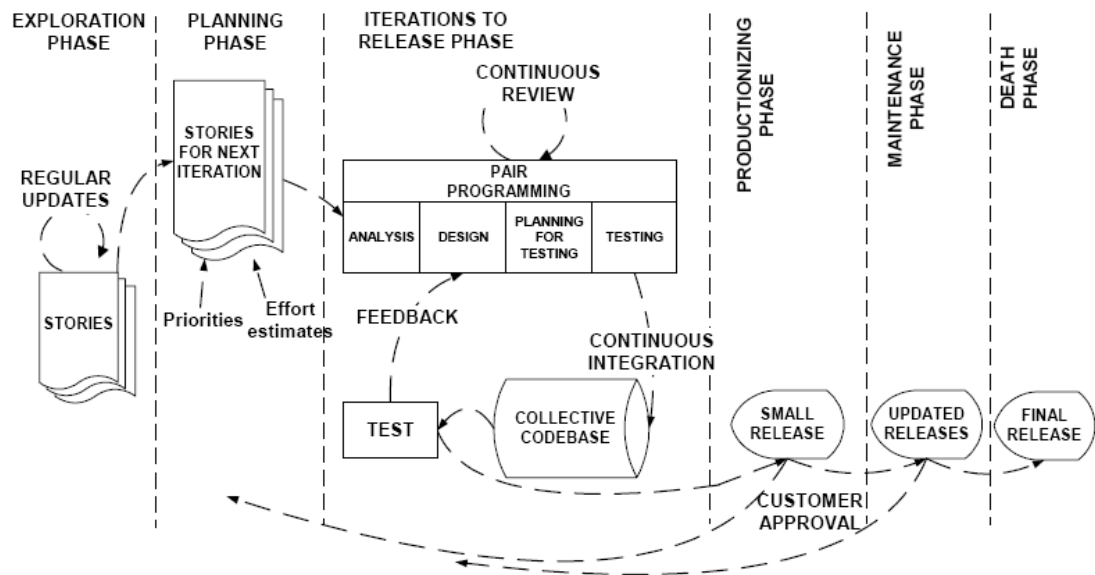 EXPLORATION
PHASE
PLANNING
PHASE
ITERATIONS TO
RELEASE PHASE
PRODUCTIONIZING
PHASE
MAINTENANCE
PHASE
DEATH
PHASE
CONTINUOUS
REVIEW
STORIES
FOR NEXT
ITERATION
REGULAR
UPDATES
PAIR
PROGRAMMING
ANALYSIS
DESIGN
PLANNING
FOR
TESTING
TESTING
STORIES
Priorities
Effort
estimates
FEEDBACK
CONTINUOUS
INTEGRATION
TEST
COLLECTIVE
CODEBASE
SMALL
RELEASE
UPDATED
RELEASES
FINAL
RELEASE
CUSTOMER
APPROVAL